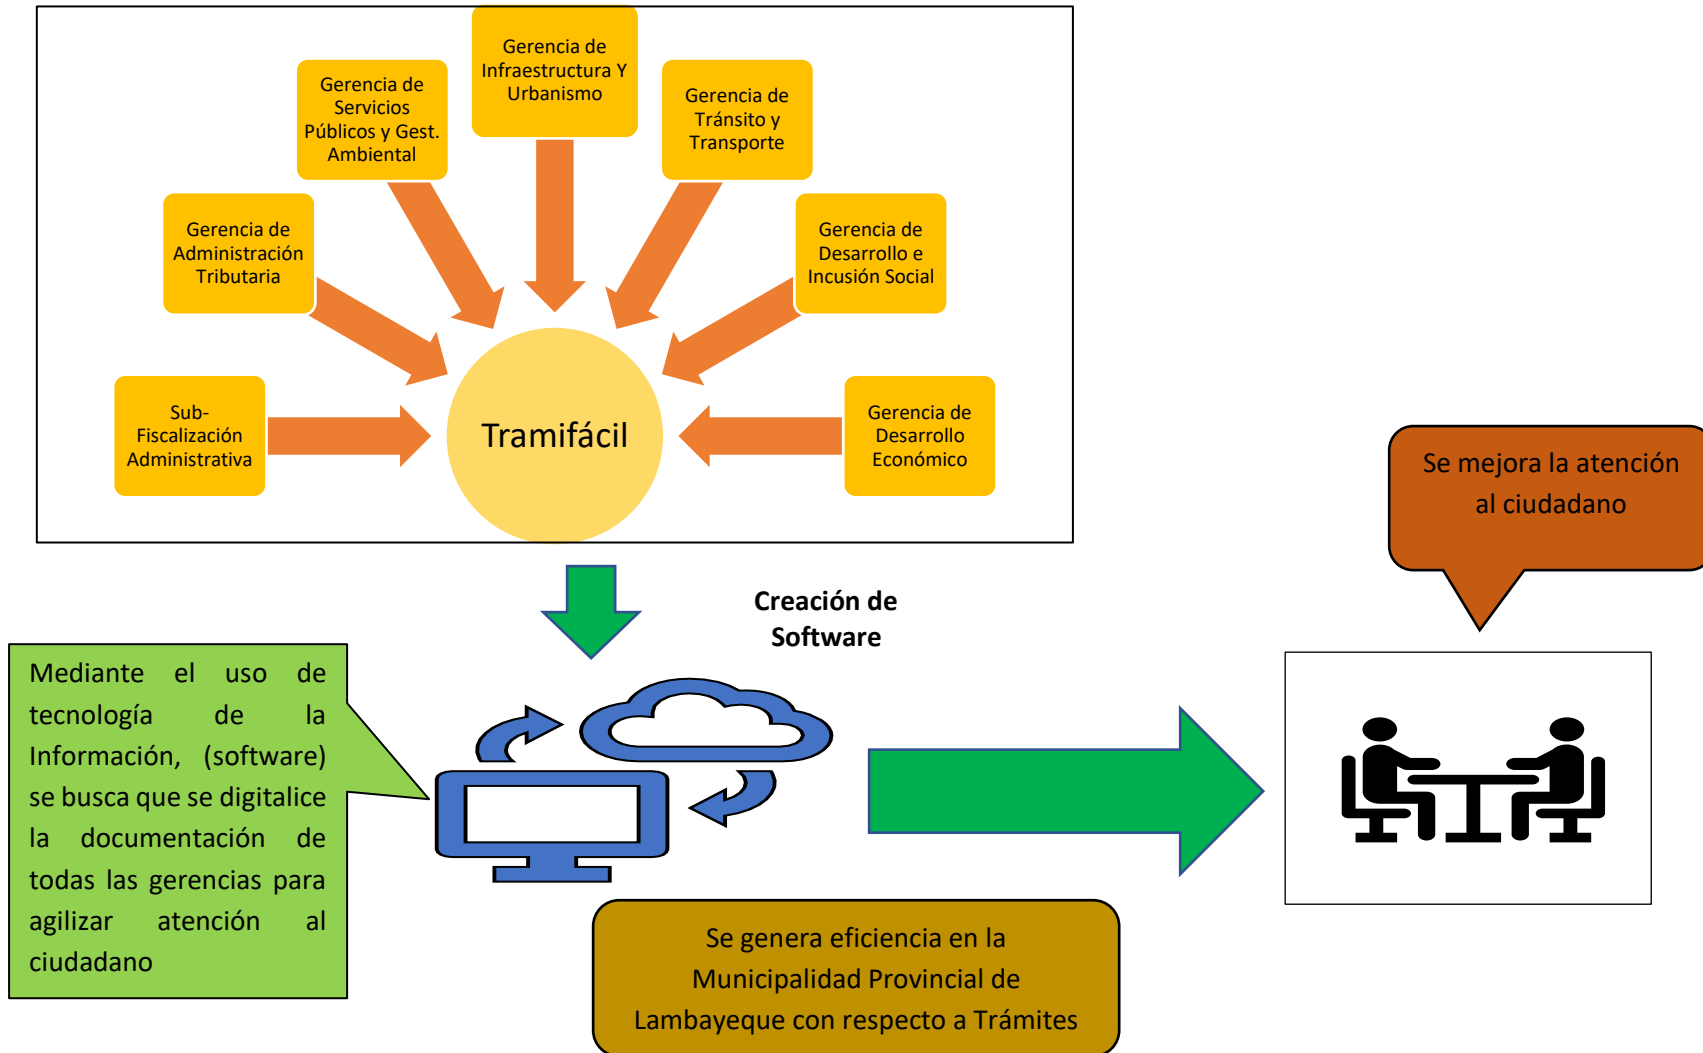 Gerencia de
Infraestructura Y
Urbanismo
Gerencia de
Servicios
Públicos y Gest.
Ambiental
Gerencia de
Tránsito y
Transporte
Gerencia de
Administración
Tributaria
Gerencia de
Desarrollo e
Incusión Social
Sub-
Fiscalización
Administrativa
Tramifácil
Gerencia de
Desarrollo
Económico
Se mejora la atención
al ciudadano
Creación de
Software
Mediante el uso de
tecnología de la
Información, (software)
se busca que se digitalice
la documentación de
todas las gerencias para
agilizar atención al
ciudadano
Se genera eficiencia en la
Municipalidad Provincial de
Lambayeque con respecto a Trámites